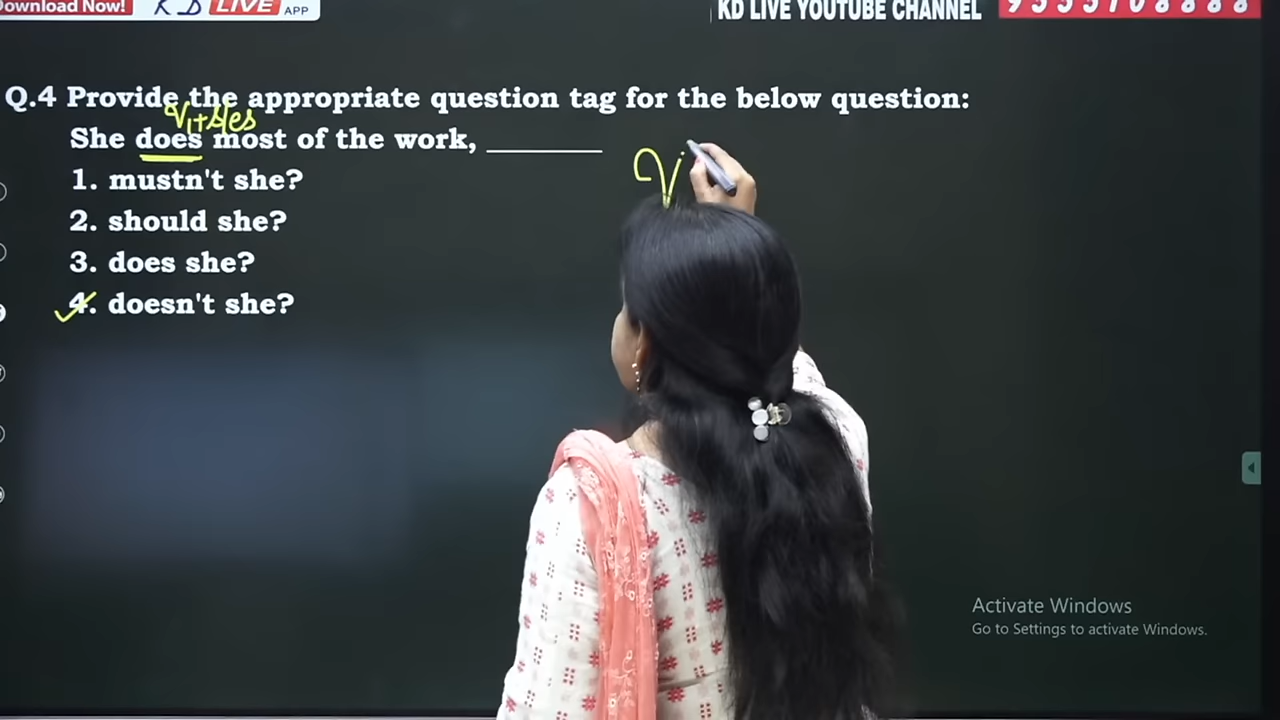 Download Now! KD LIVE APP
KD LIVE YOUTUBE CHANNEL
Q.4 Provide the appropriate question tag for the below question:
V1+s/es
She does most of the work, ________
1. mustn't she?
2. should she?
3. does she?
4. doesn't she?
V
Activate Windows
Go to Settings to activate Windows.